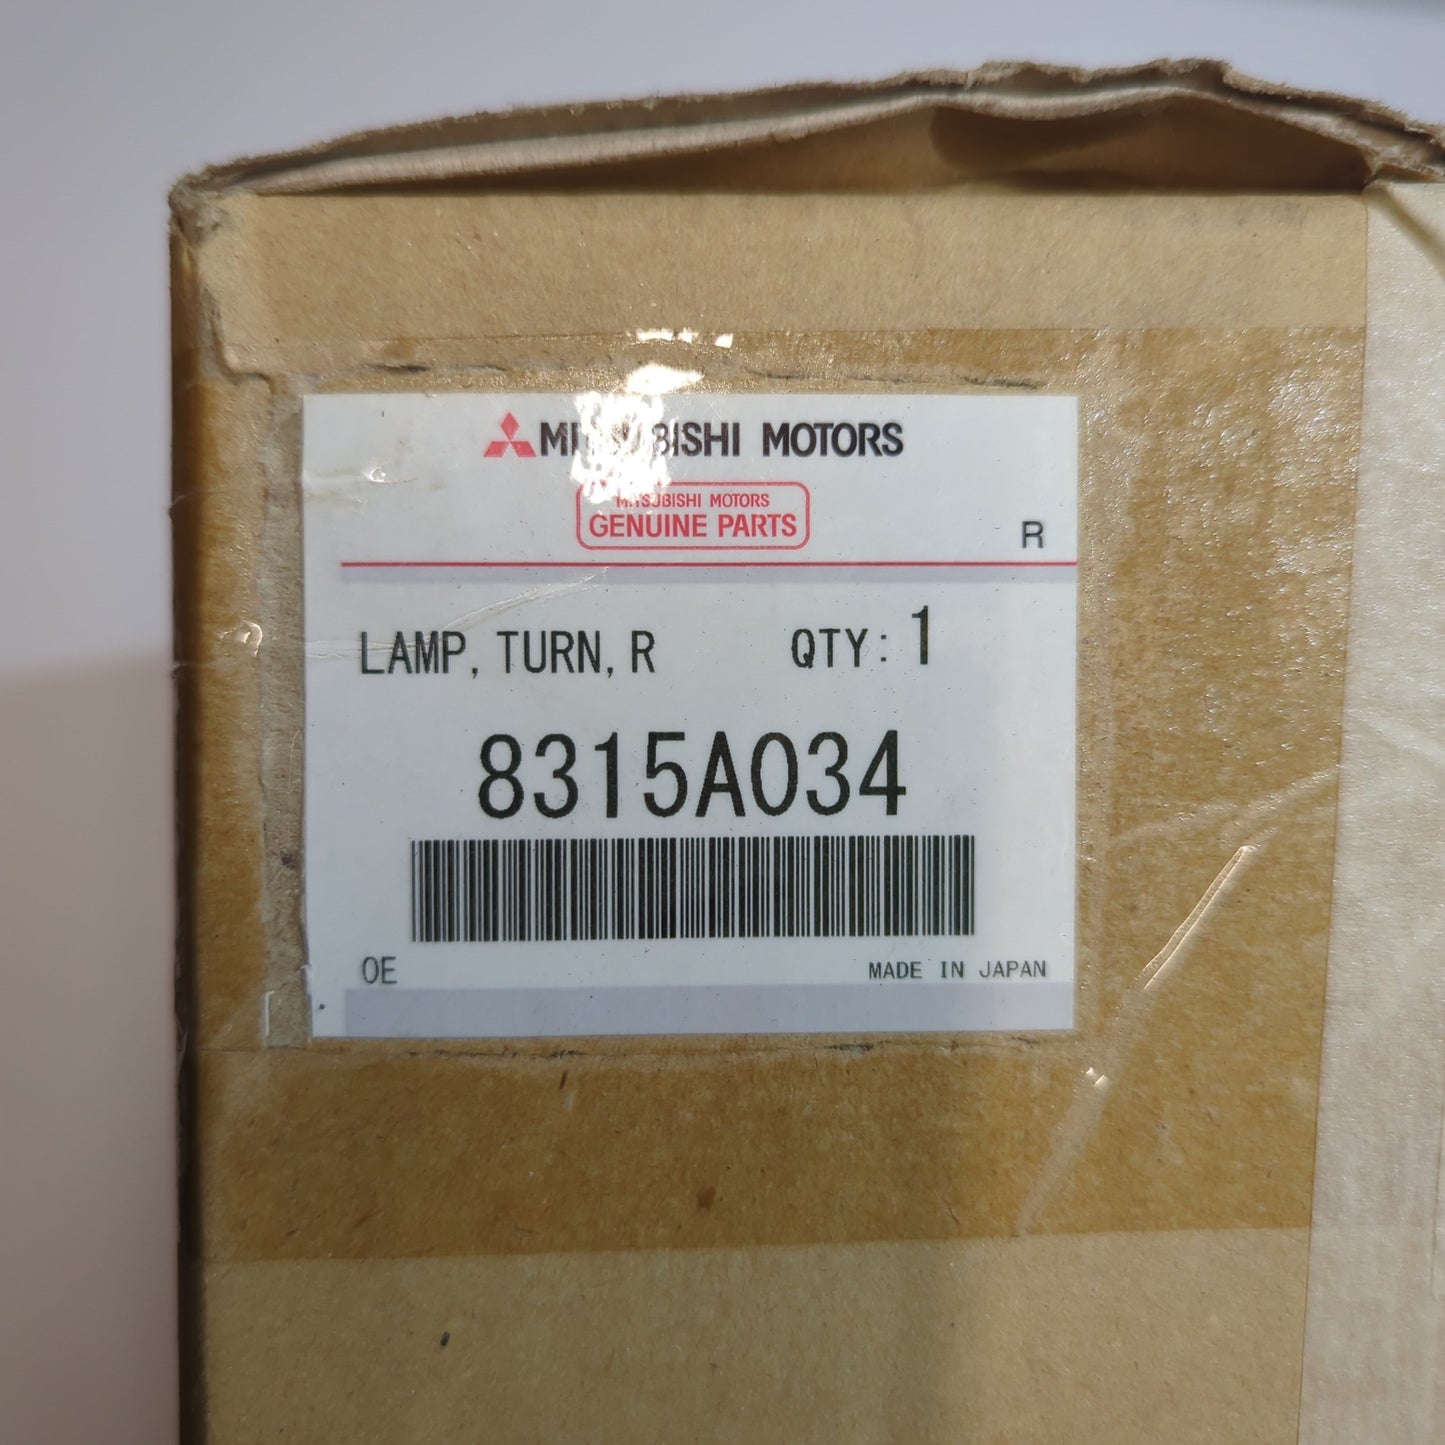 MITSUBISHI MOTORS
MITSUBISHI MOTORS
GENUINE PARTS
R
LAMP, TURN, R QTY: 1
8315A034
OE MADE IN JAPAN